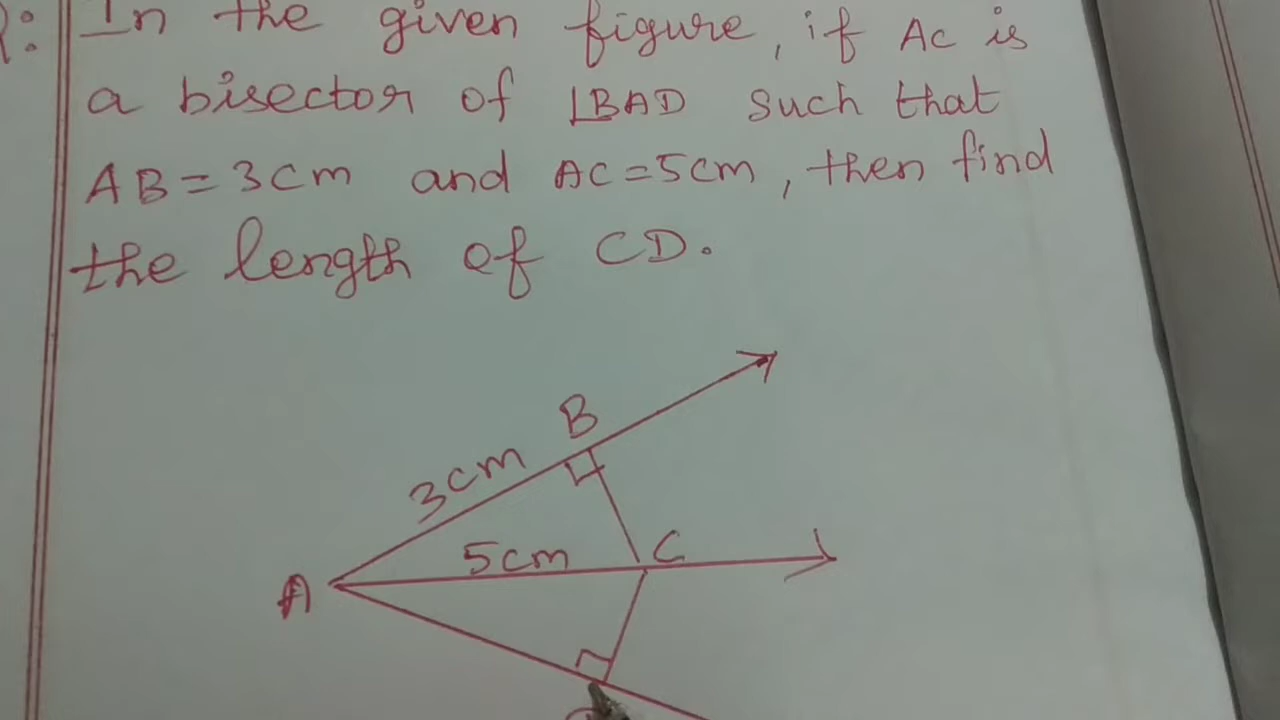 In the given figure, if AC is
a bisector of ∠BAD such that
AB = 3cm and AC = 5cm, then find
the length of CD.
B
3cm
5cm C
A